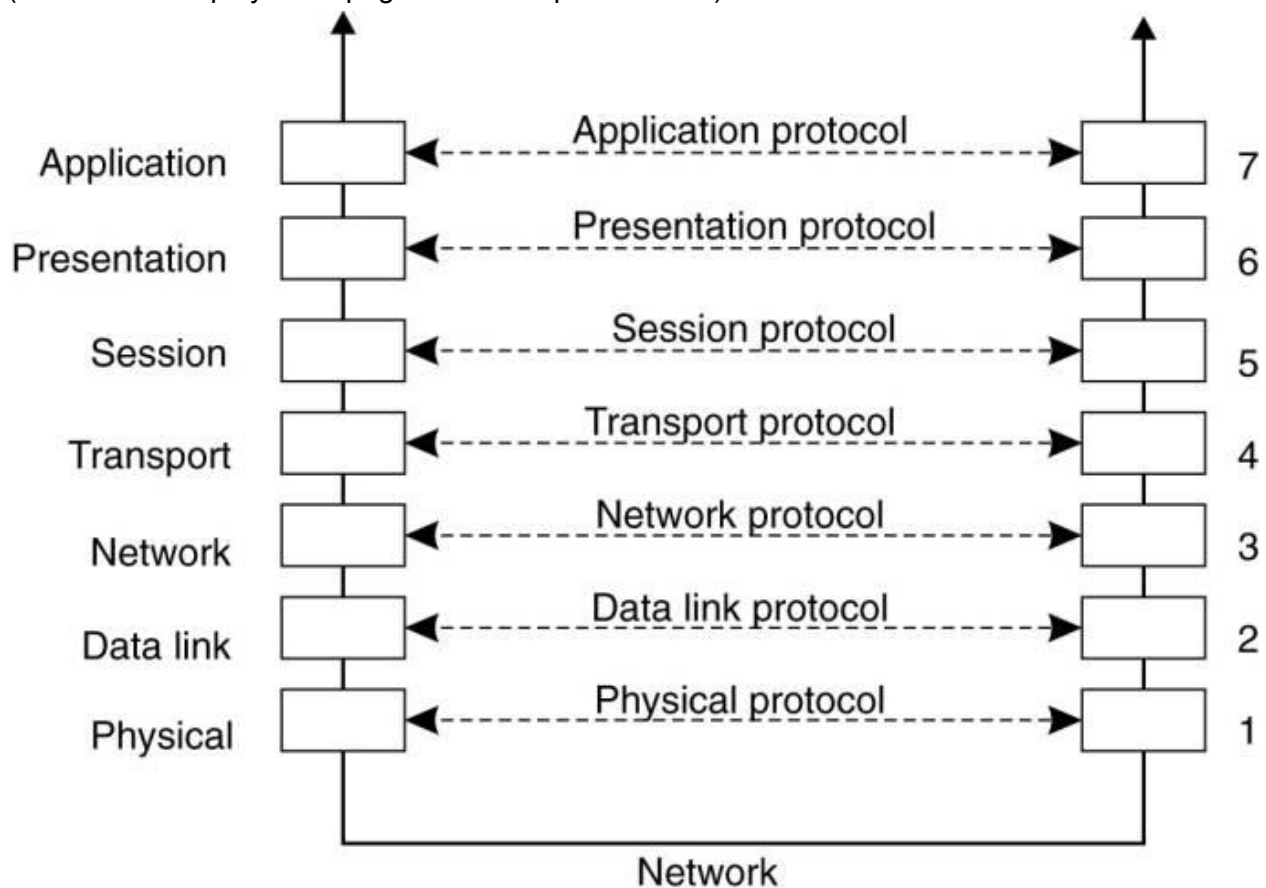 Application protocol
Application
7
Presentation protocol
Presentation
6
Session protocol
Session
5
Transport protocol
Transport
4
Network protocol
Network
3
Data link protocol
Data link
2
Physical protocol
Physical
1
Network